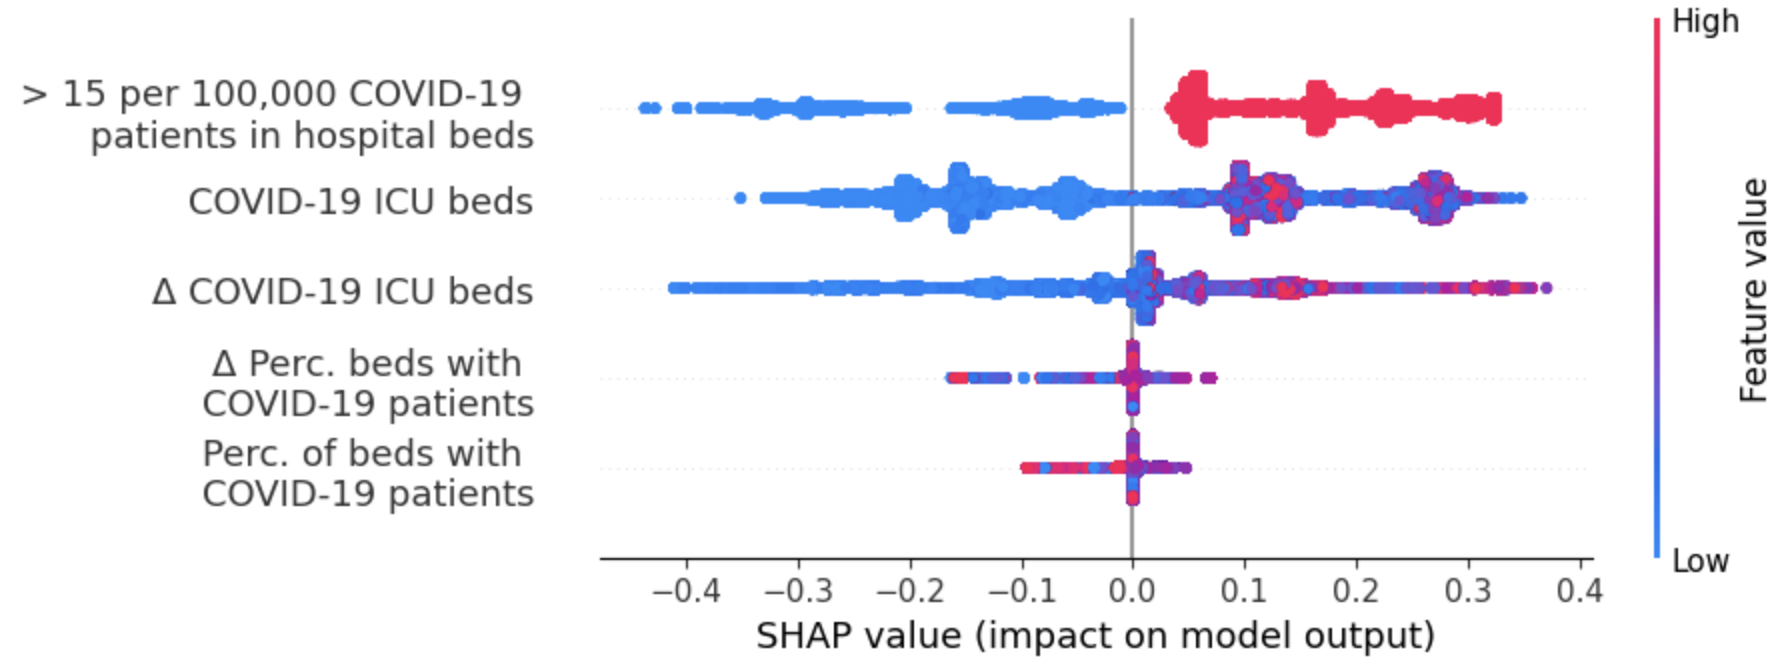 High
> 15 per 100,000 COVID-19
patients in hospital beds
COVID-19 ICU beds
Δ COVID-19 ICU beds
Δ Perc. beds with
COVID-19 patients
Perc. of beds with
COVID-19 patients
Feature value
Low
−0.4 −0.3 −0.2 −0.1 0.0 0.1 0.2 0.3 0.4
SHAP value (impact on model output)